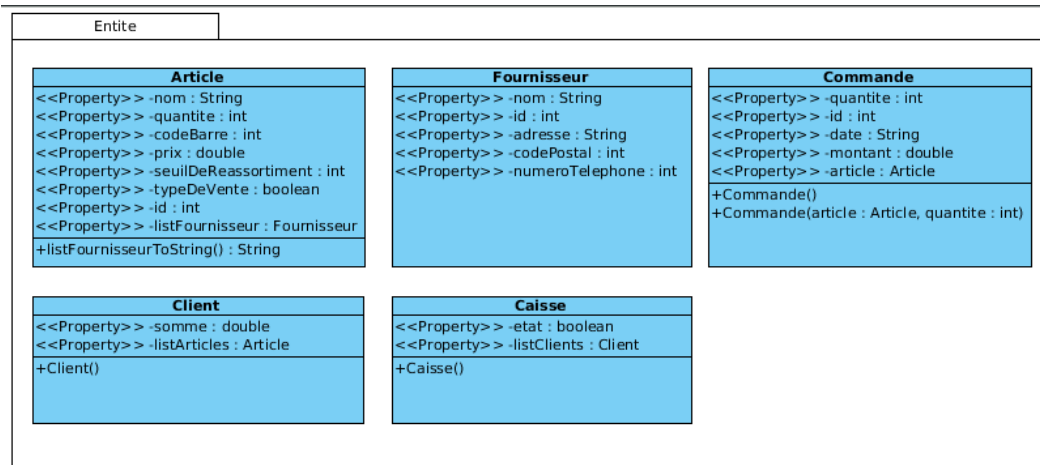 Entite
Article
<<Property>> -nom : String
<<Property>> -quantite : int
<<Property>> -codeBarre : int
<<Property>> -prix : double
<<Property>> -seuilDeReassortiment : int
<<Property>> -typeDeVente : boolean
<<Property>> -id : int
<<Property>> -listFournisseur : Fournisseur
+listFournisseurToString() : String
Fournisseur
<<Property>> -nom : String
<<Property>> -id : int
<<Property>> -adresse : String
<<Property>> -codePostal : int
<<Property>> -numeroTelephone : int
Commande
<<Property>> -quantite : int
<<Property>> -id : int
<<Property>> -date : String
<<Property>> -montant : double
<<Property>> -article : Article
+Commande()
+Commande(article : Article, quantite : int)
Client
<<Property>> -somme : double
<<Property>> -listArticles : Article
+Client()
Caisse
<<Property>> -etat : boolean
<<Property>> -listClients : Client
+Caisse()